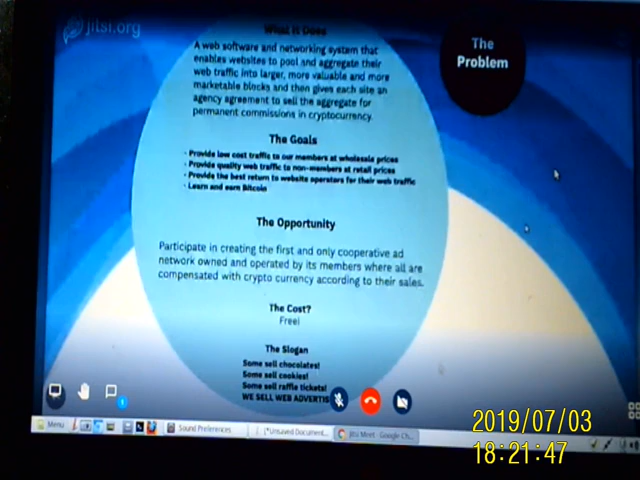 jitsi.org
What It Does
A web software and networking system that
enables websites to pool and aggregate their
web traffic into larger, more valuable and more
marketable blocks and then gives each site an
agency agreement to sell the aggregate for
permanent commissions in cryptocurrency.
The
Problem
The Goals
· Provide low cost traffic to our members at wholesale prices
· Provide quality web traffic to non-members at retail prices
· Provide the best return to website operators for their web traffic
· Learn and earn Bitcoin
The Opportunity
Participate in creating the first and only cooperative ad
network owned and operated by its members where all are
compensated with crypto currency according to their sales.
The Cost?
Free!
The Slogan
Some sell chocolates!
Some sell cookies!
Some sell raffle tickets!
WE SELL WEB ADVERTIS
Menu
Sound Preferences
[*Unsaved Document...
Jitsi Meet - Google Ch...
2019/07/03
18:21:47